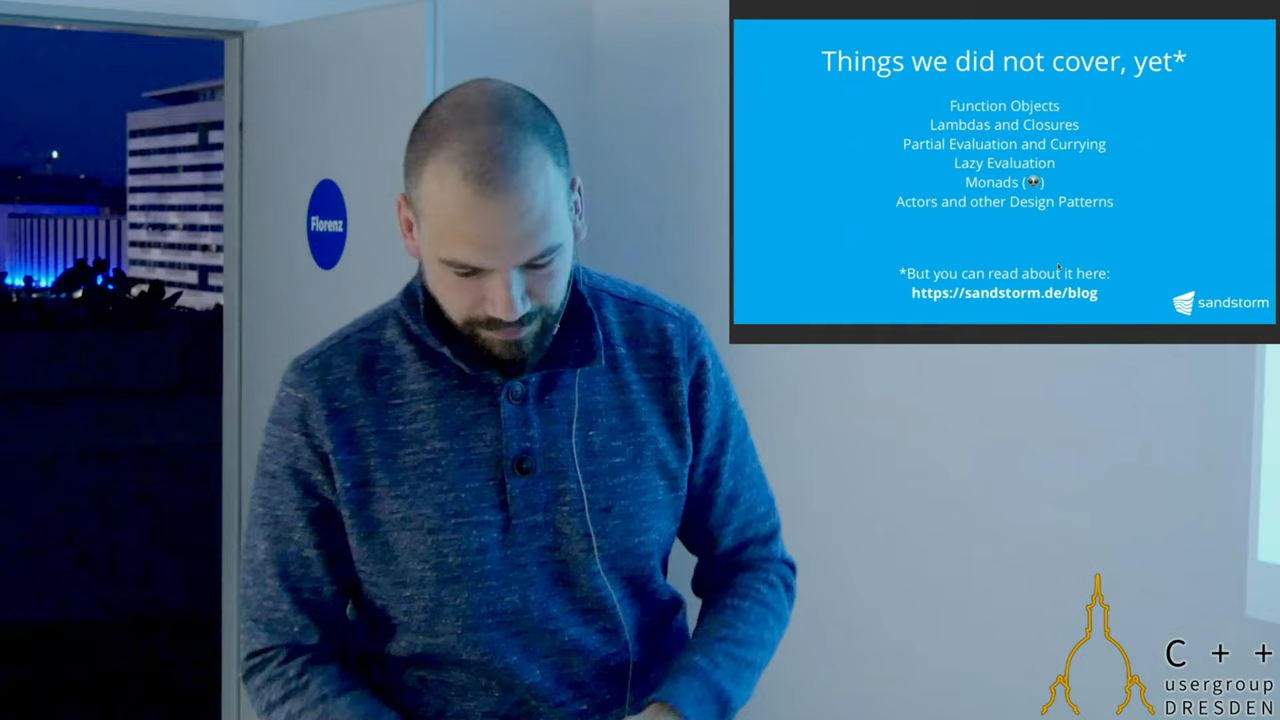 Florenz
Things we did not cover, yet*
Function Objects
Lambdas and Closures
Partial Evaluation and Currying
Lazy Evaluation
Monads (👽)
Actors and other Design Patterns
*But you can read about it here:
https://sandstorm.de/blog
sandstorm
C + +
usergroup
DRESDEN